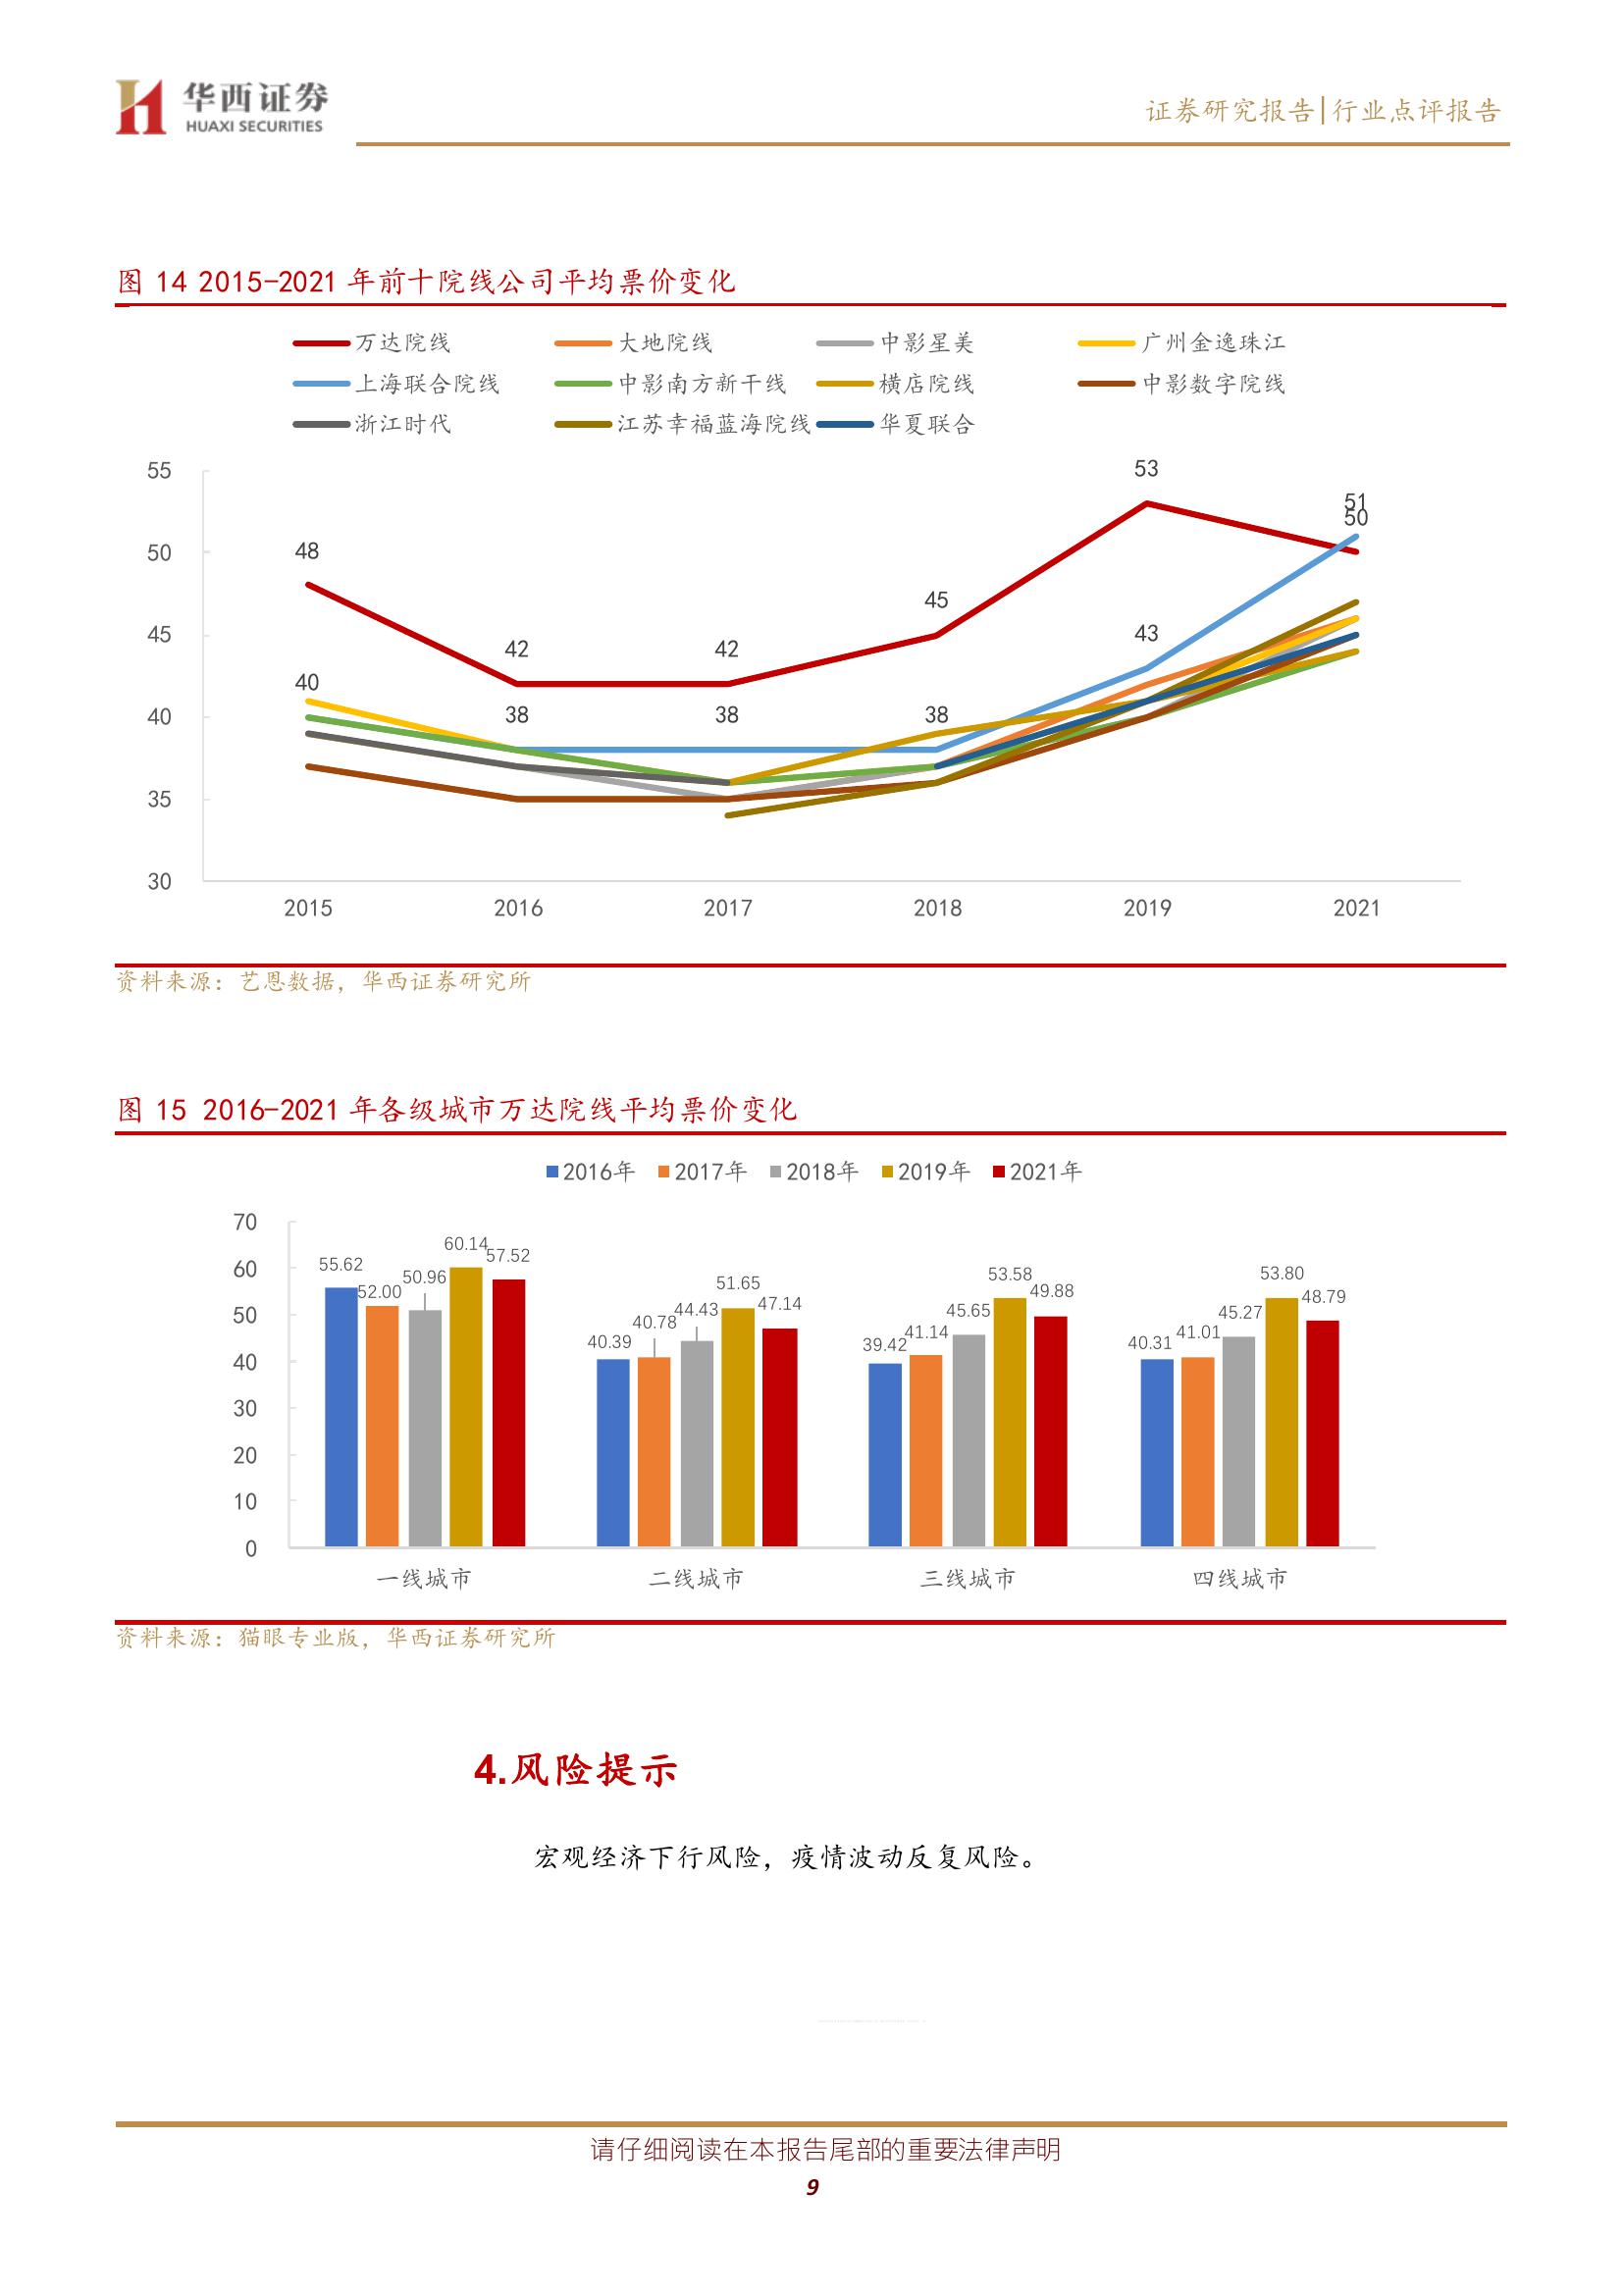 华西证券
HUAXI SECURITIES
证券研究报告|行业点评报告
图 14 2015-2021 年前十院线公司平均票价变化
万达院线 大地院线 中影星美 广州金逸珠江
上海联合院线 中影南方新干线 横店院线 中影数字院线
浙江时代 江苏幸福蓝海院线 华夏联合
55
50
45
40
35
30
48
42
42
45
53
51
50
40
38
38
38
43
2015 2016 2017 2018 2019 2021
资料来源：艺恩数据，华西证券研究所
图 15 2016-2021 年各级城市万达院线平均票价变化
2016年 2017年 2018年 2019年 2021年
70
60
50
40
30
20
10
0
55.62 52.00 50.96 60.14 57.52
40.39 40.78 44.43 51.65 47.14
39.42 41.14 45.65 53.58 49.88
40.31 41.01 45.27 53.80 48.79
一线城市 二线城市 三线城市 四线城市
资料来源：猫眼专业版，华西证券研究所
4.风险提示
宏观经济下行风险，疫情波动反复风险。
请仔细阅读在本报告尾部的重要法律声明
9